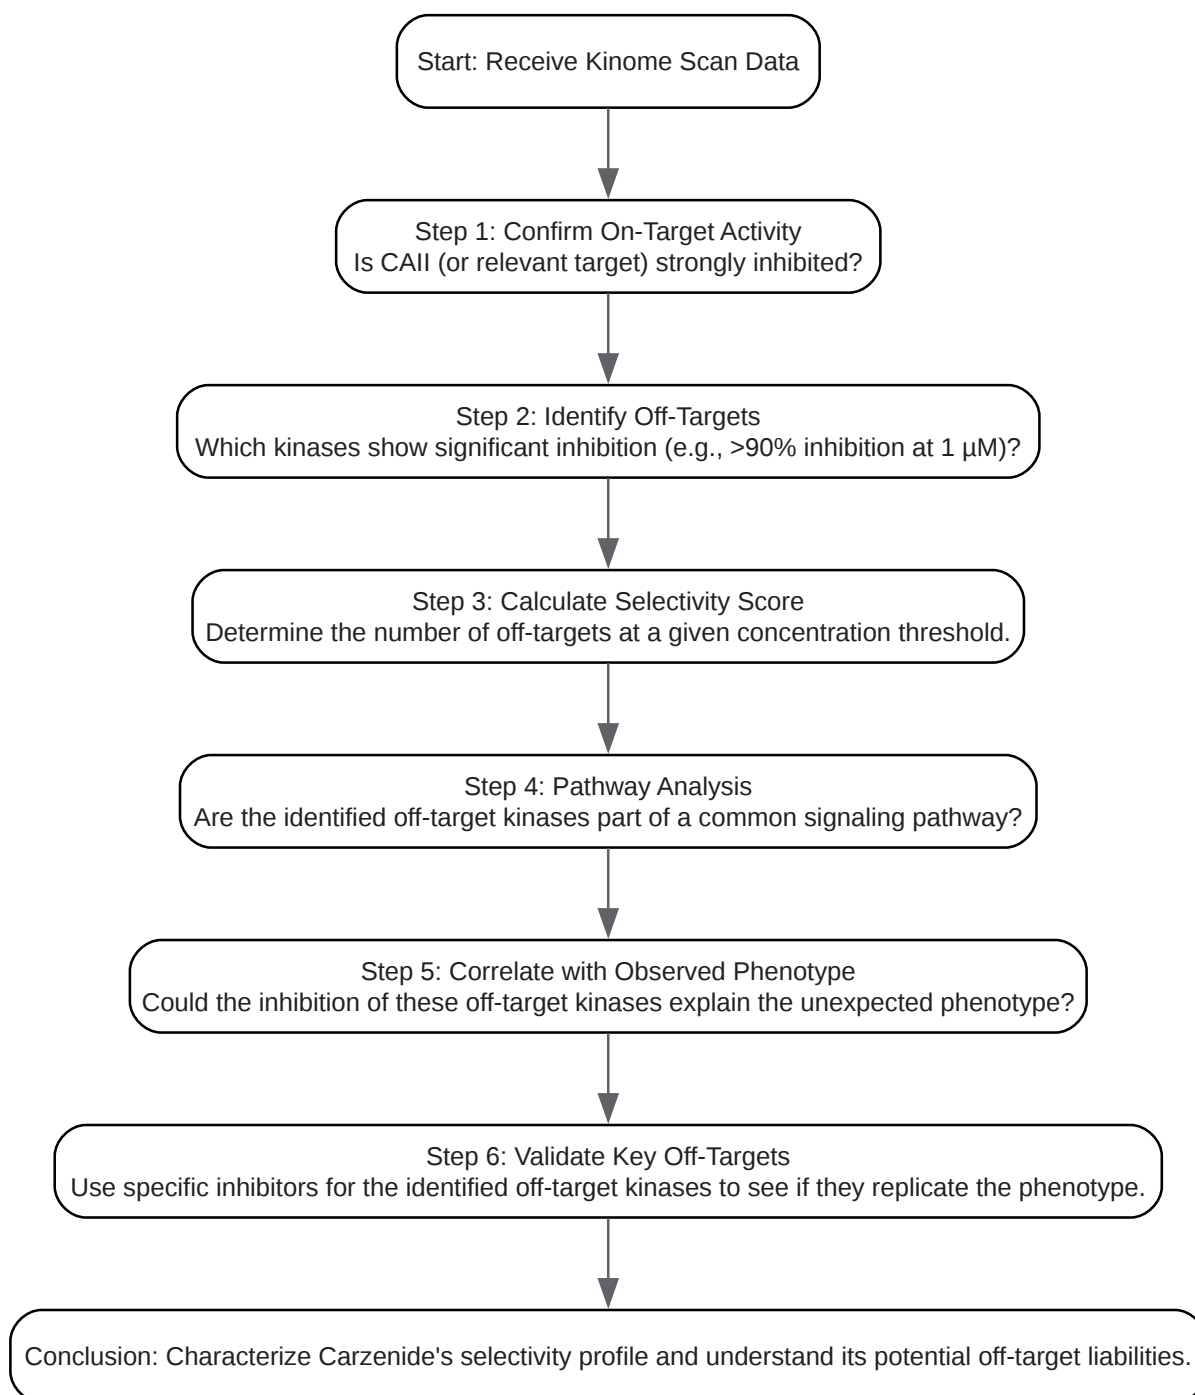 Start: Receive Kinome Scan Data
Step 1: Confirm On-Target Activity
Is CAII (or relevant target) strongly inhibited?
Step 2: Identify Off-Targets
Which kinases show significant inhibition (e.g., >90% inhibition at 1 µM)?
Step 3: Calculate Selectivity Score
Determine the number of off-targets at a given concentration threshold.
Step 4: Pathway Analysis
Are the identified off-target kinases part of a common signaling pathway?
Step 5: Correlate with Observed Phenotype
Could the inhibition of these off-target kinases explain the unexpected phenotype?
Step 6: Validate Key Off-Targets
Use specific inhibitors for the identified off-target kinases to see if they replicate the phenotype.
Conclusion: Characterize Carzenide's selectivity profile and understand its potential off-target liabilities.